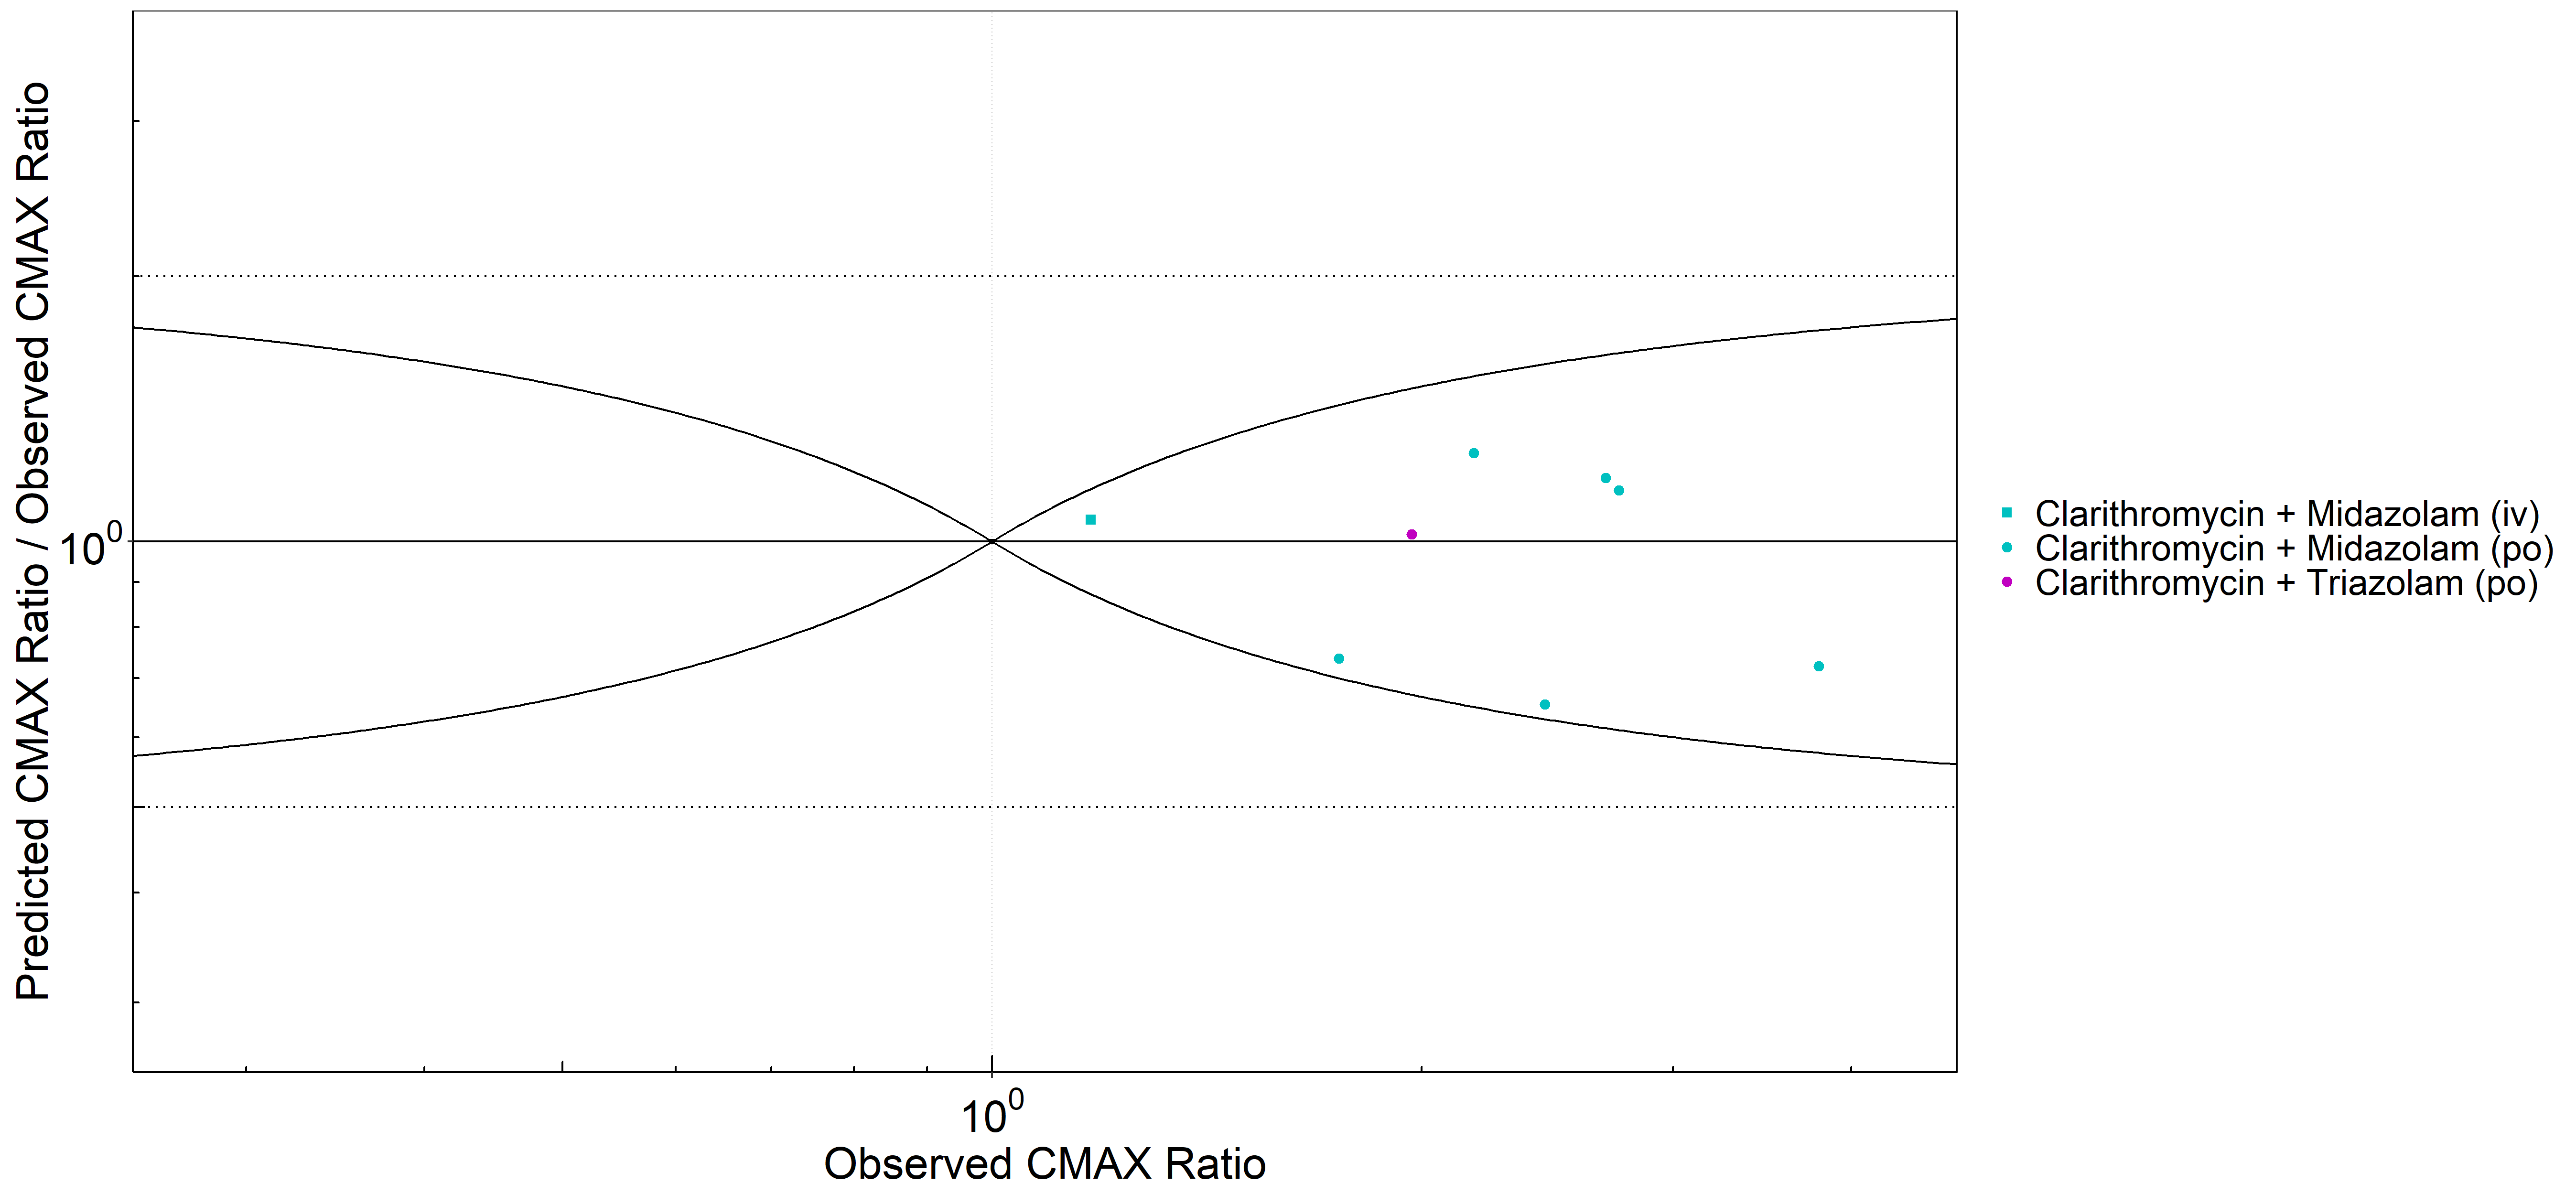 Predicted CMAX Ratio / Observed CMAX Ratio
10⁰
10⁰
Observed CMAX Ratio
Clarithromycin + Midazolam (iv)
Clarithromycin + Midazolam (po)
Clarithromycin + Triazolam (po)